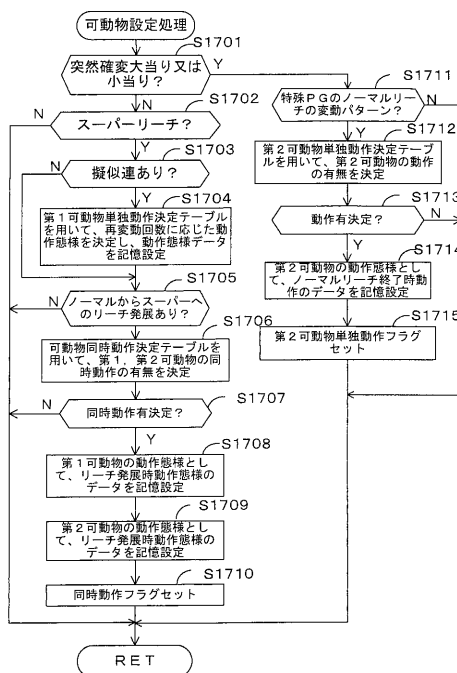 可動物設定処理
S1701
突然確変大当り又は
小当り？
Y
N
S1702
スーパーリーチ？
N
Y
S1703
擬似連あり？
N
Y
S1704
第１可動物単独動作決定テーブル
を用いて、再変動回数に応じた動
作態様を決定し、動作態様データ
を記憶設定
S1705
ノーマルからスーパーへ
のリーチ発展あり？
N
Y
S1706
可動物同時動作決定テーブル
を用いて、第１，第２可動物の同
時動作の有無を決定
S1707
同時動作有決定？
N
Y
S1708
第１可動物の動作態様とし
て、リーチ発展時動作態様の
データを記憶設定
S1709
第２可動物の動作態様とし
て、リーチ発展時動作態様
のデータを記憶設定
S1710
同時動作フラグセット
S1711
特殊ＰＧのノーマルリー
チの変動パターン？
N
Y
S1712
第２可動物単独動作決定テーブ
ルを用いて、第２可動物の動作
の有無を決定
S1713
動作有決定？
N
Y
S1714
第２可動物の動作態様とし
て、ノーマルリーチ終了時動
作のデータを記憶設定
S1715
第２可動物単独動作フラグ
セット
ＲＥＴ